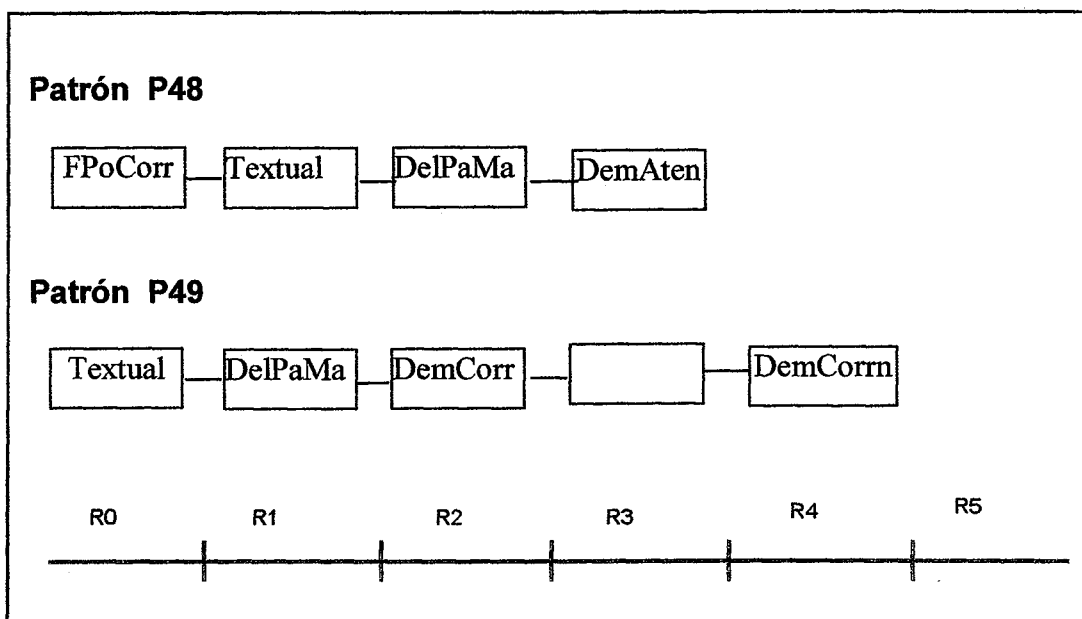 Patrón P48
FPoCorr Textual DelPaMa DemAten
Patrón P49
Textual DelPaMa DemCorr DemCorrn
R0 R1 R2 R3 R4 R5